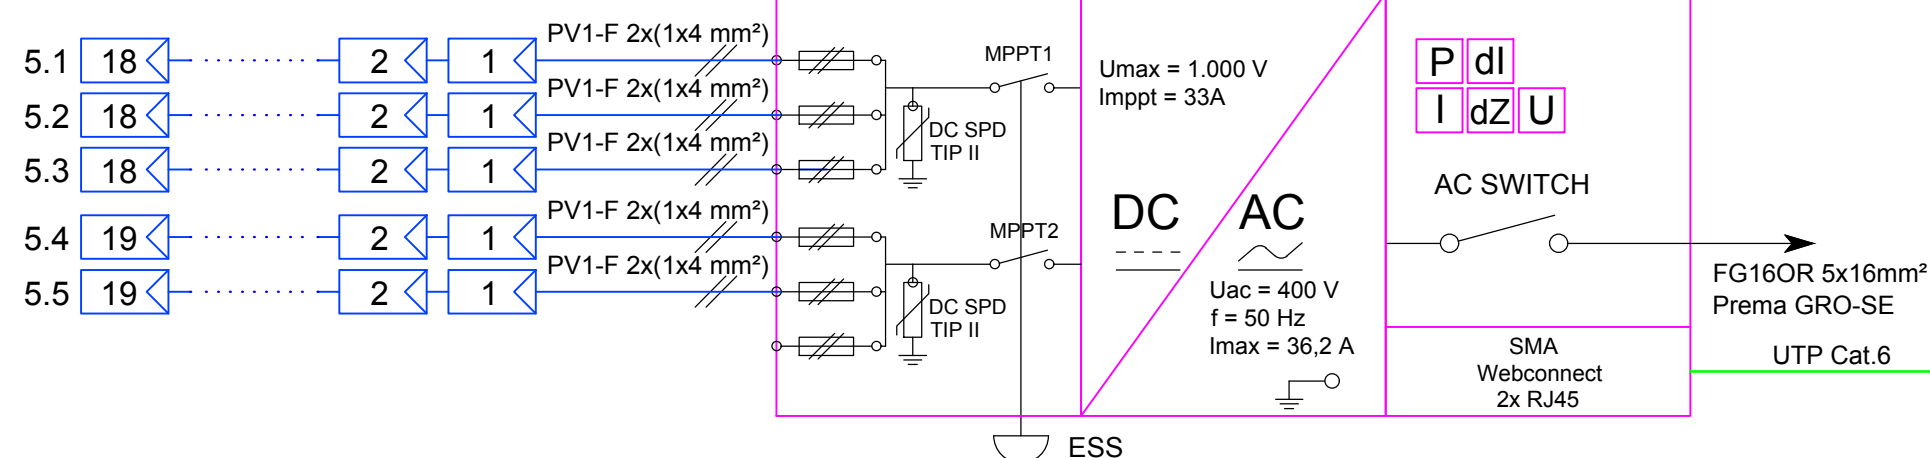 5.1 18 2 1 PV1-F 2x(1x4 mm²)
5.2 18 2 1 PV1-F 2x(1x4 mm²)
5.3 18 2 1 PV1-F 2x(1x4 mm²)
5.4 19 2 1 PV1-F 2x(1x4 mm²)
5.5 19 2 1 PV1-F 2x(1x4 mm²)
MPPT1
DC SPD
TIP II
MPPT2
DC SPD
TIP II
ESS
Umax = 1.000 V
Imppt = 33A
DC
AC
Uac = 400 V
f = 50 Hz
Imax = 36,2 A
P dI
I dZ U
AC SWITCH
SMA
Webconnect
2x RJ45
FG16OR 5x16mm²
Prema GRO-SE
UTP Cat.6